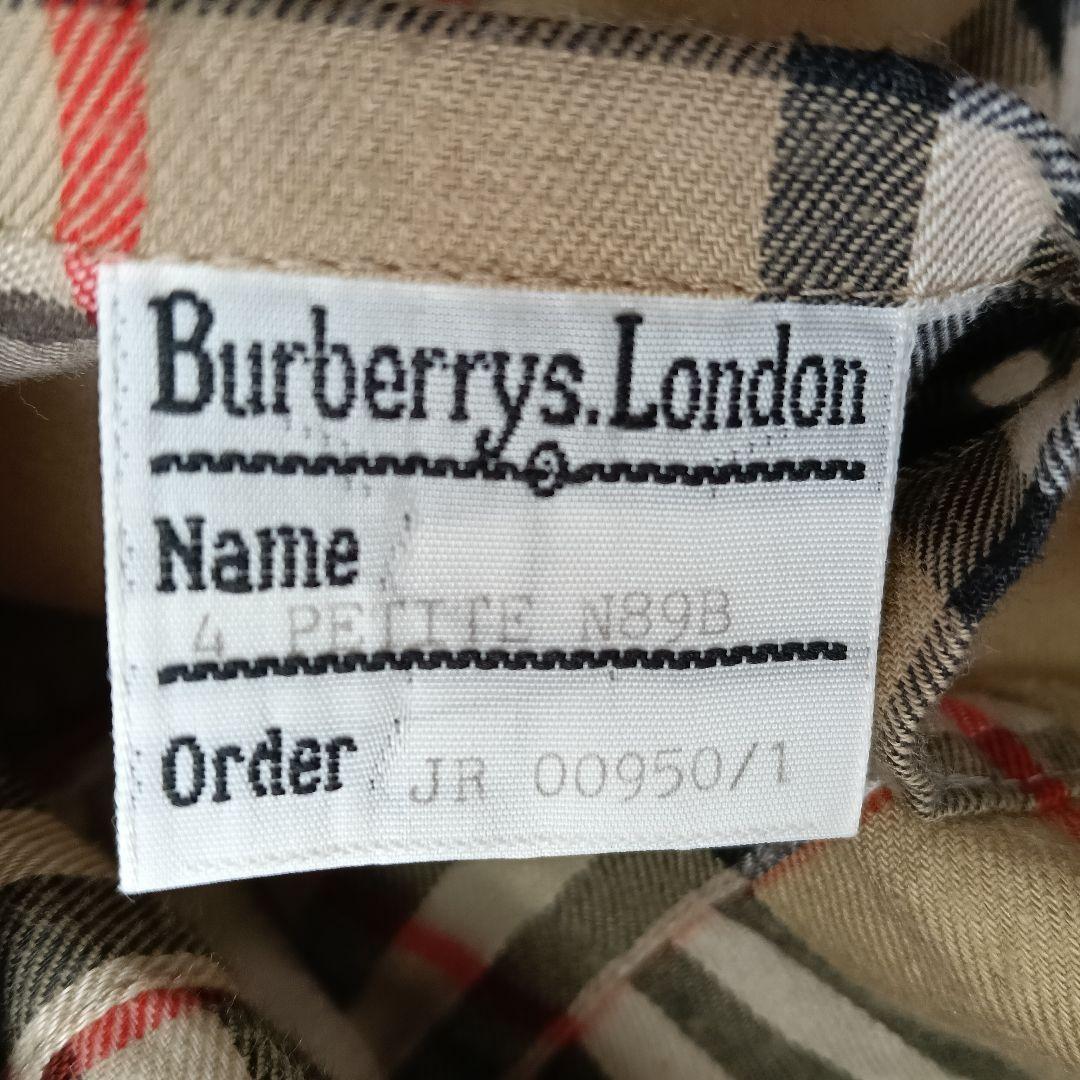 Burberrys.London
Name
4 PETITE N89B
Order JR 00950/1